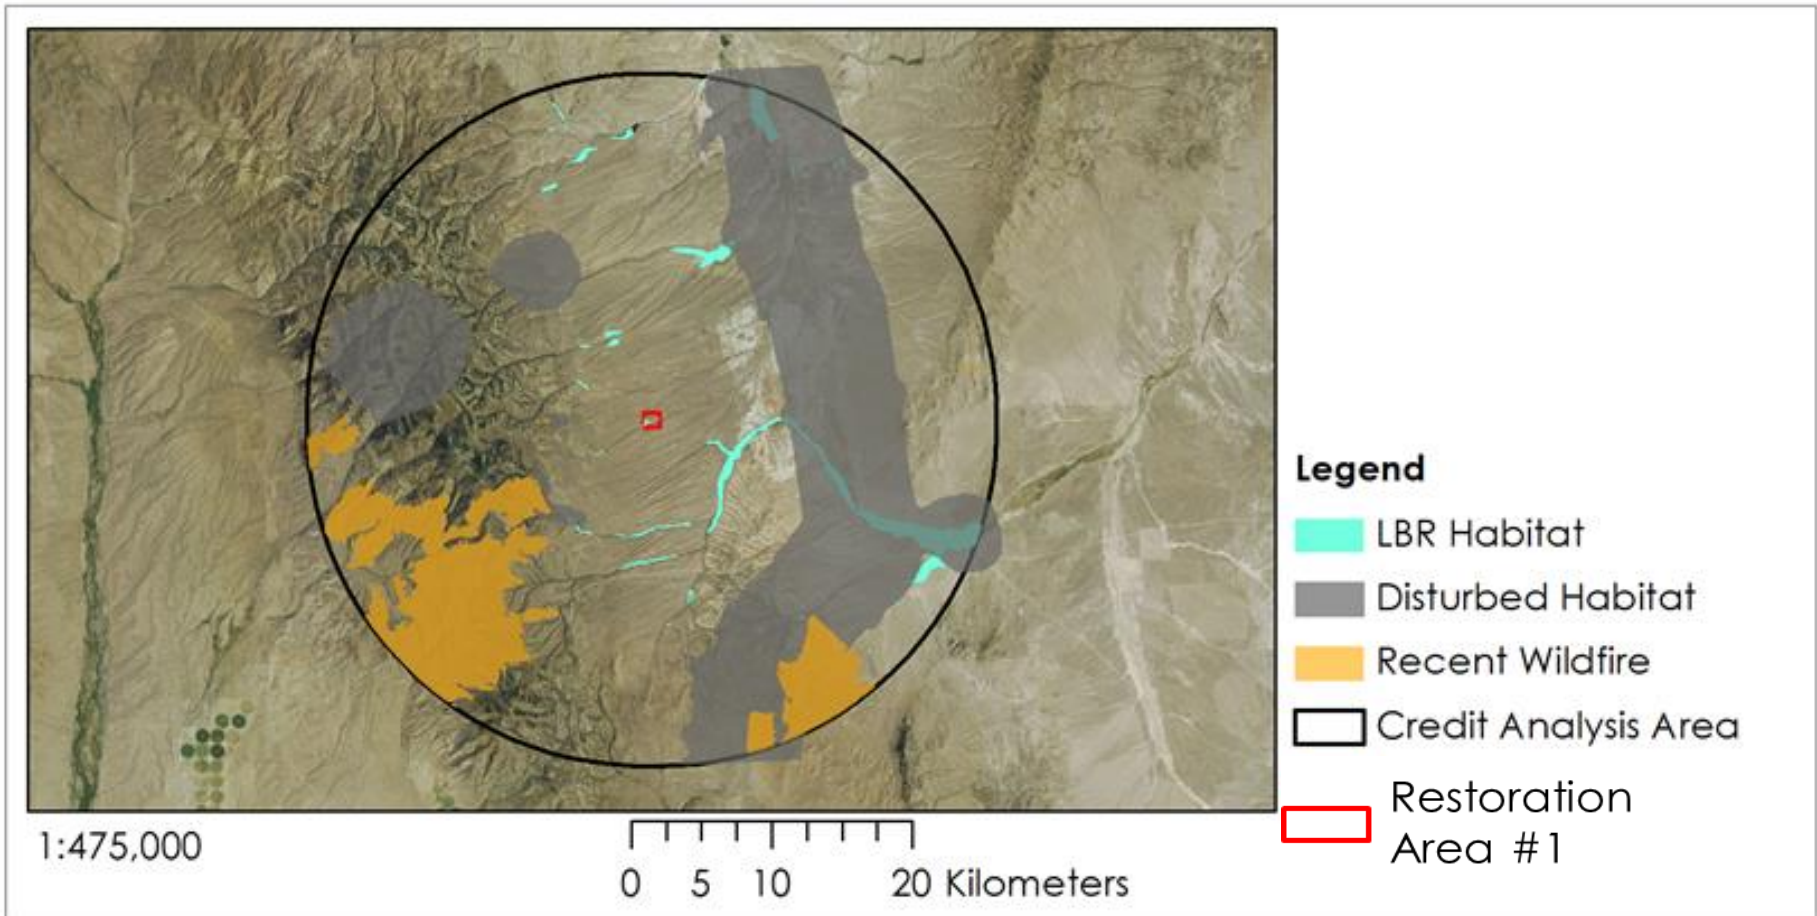 Legend
LBR Habitat
Disturbed Habitat
Recent Wildfire
Credit Analysis Area
Restoration
Area #1
1:475,000
0 5 10 20 Kilometers